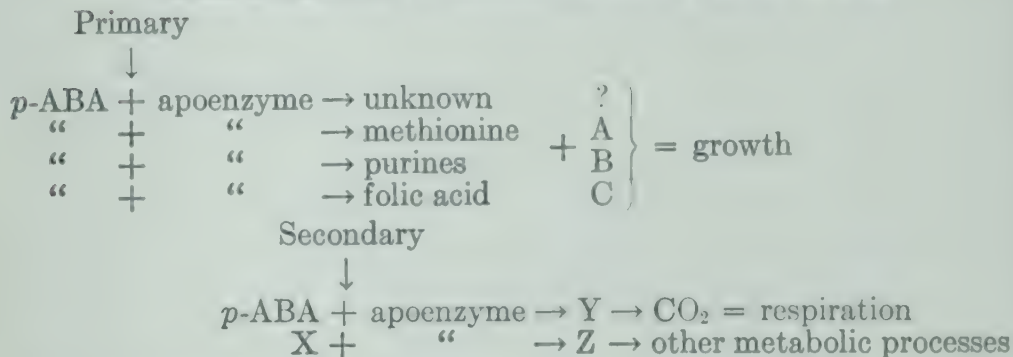 Primary
↓
p-ABA + apoenzyme → unknown ?
“ + “ → methionine + A
“ + “ → purines B = growth
“ + “ → folic acid C
Secondary
↓
p-ABA + apoenzyme → Y → CO₂ = respiration
X + “ → Z → other metabolic processes